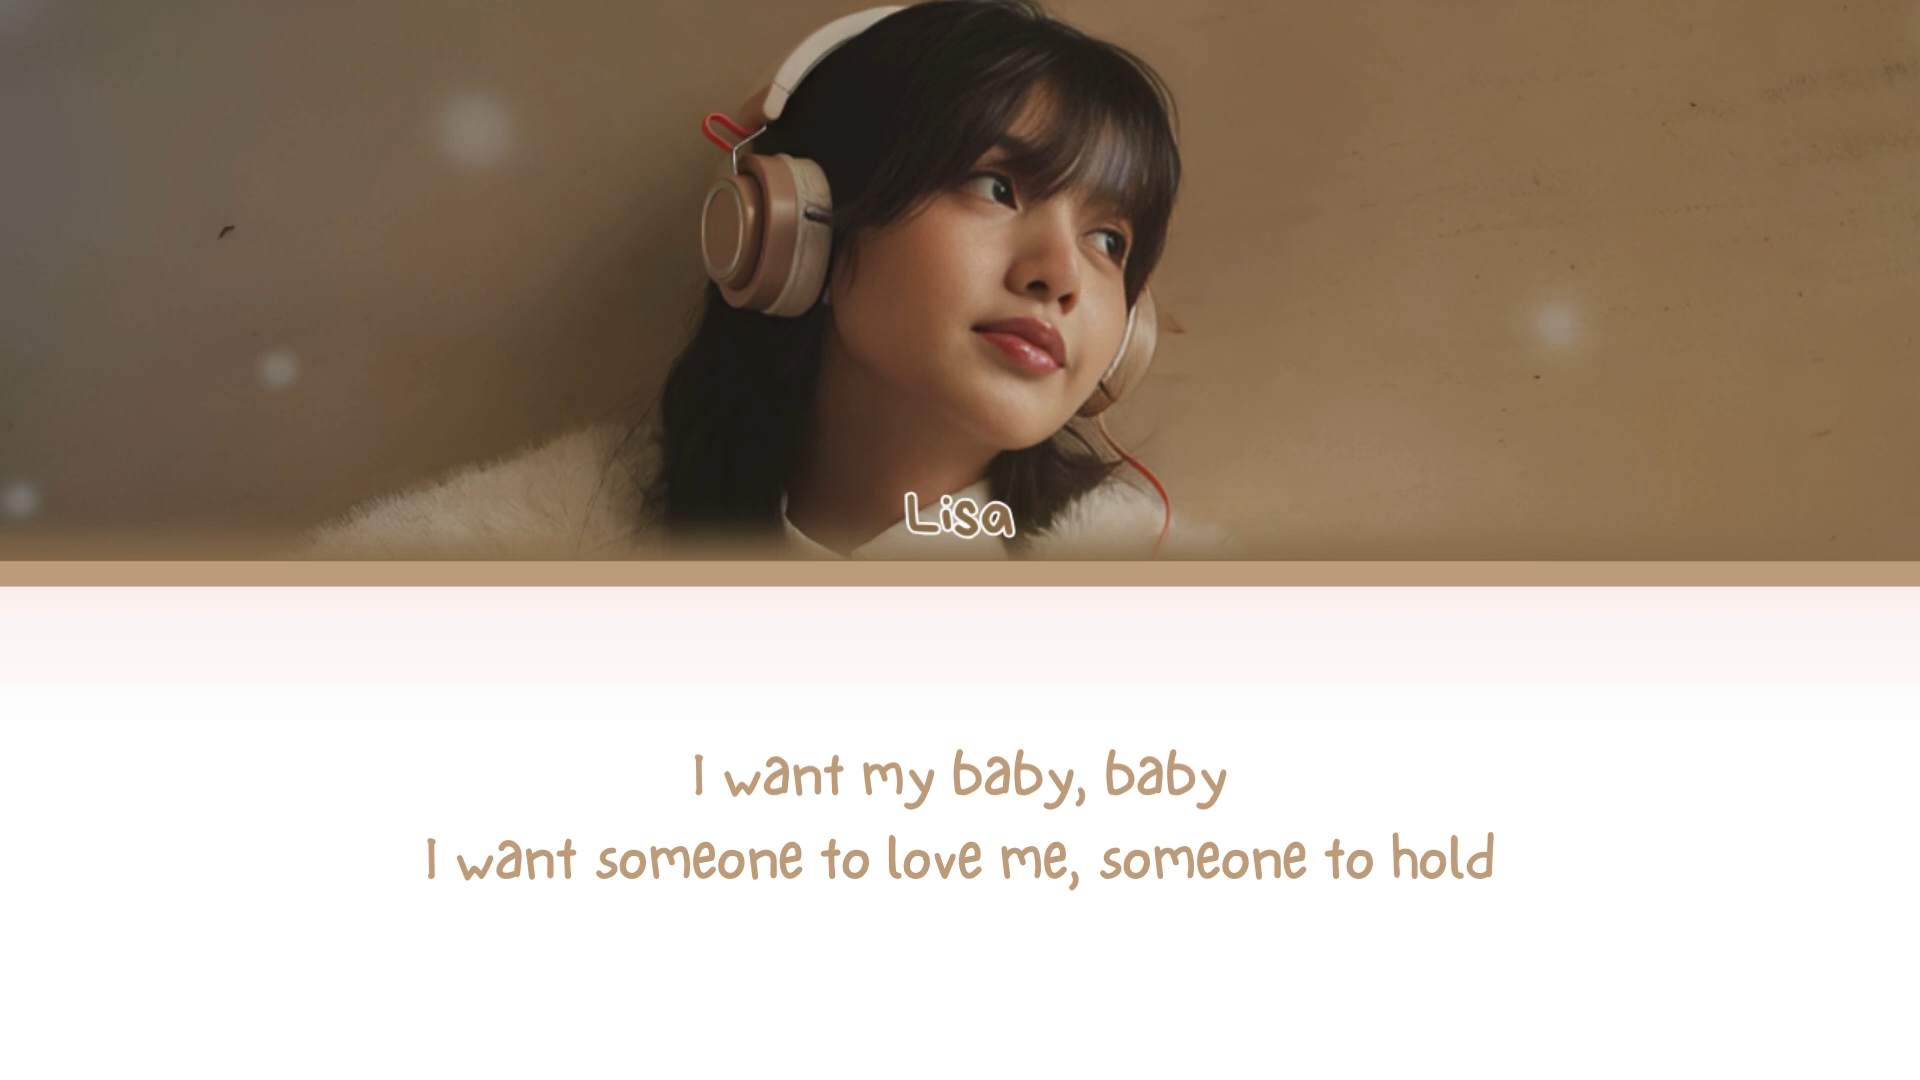 Lisa
I want my baby, baby
I want someone to love me, someone to hold